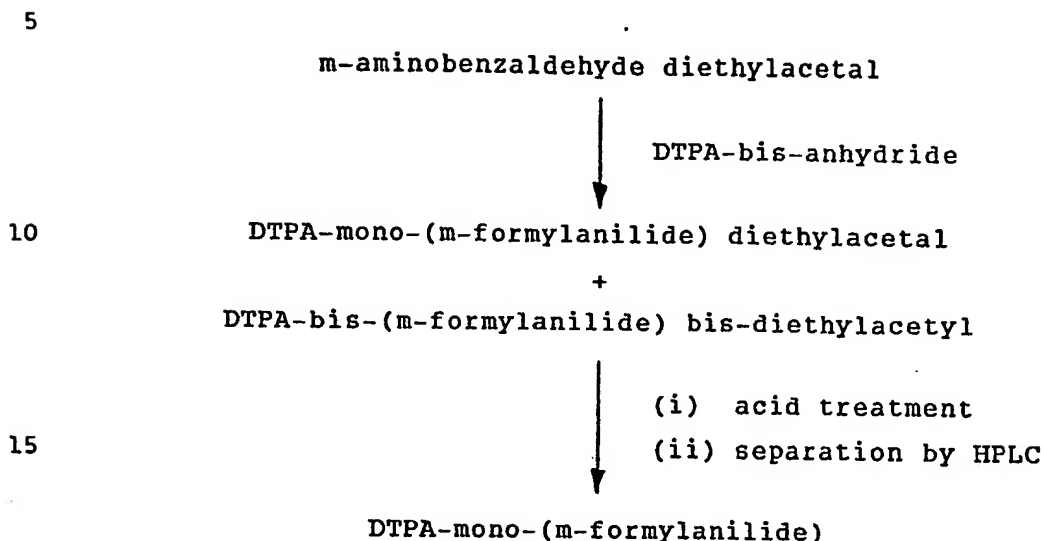 5
m-aminobenzaldehyde diethylacetal
DTPA-bis-anhydride
10 DTPA-mono-(m-formylanilide) diethylacetal
+
DTPA-bis-(m-formylanilide) bis-diethylacetyl
(i) acid treatment
15 (ii) separation by HPLC
DTPA-mono-(m-formylanilide)